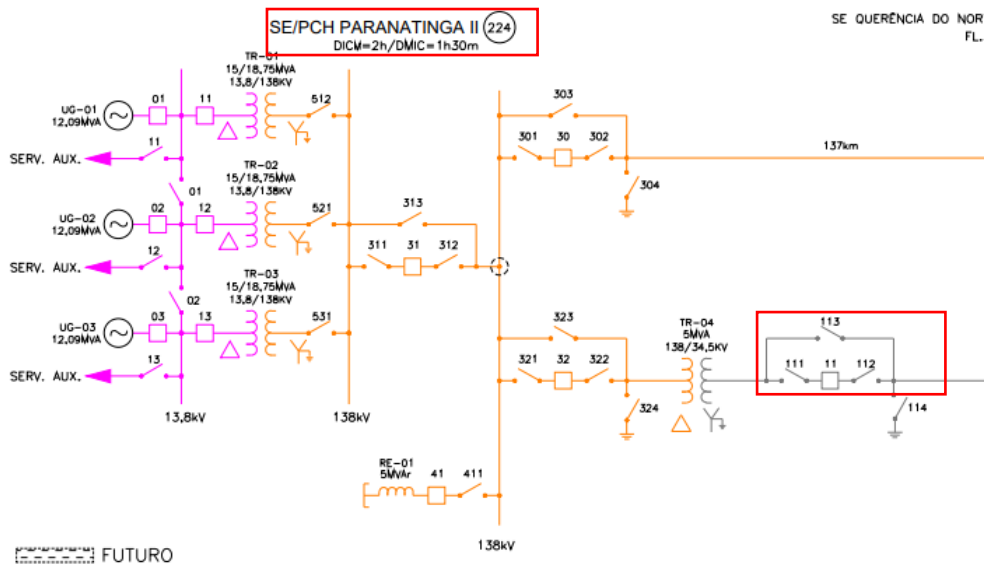 SE/PCH PARANATINGA II 224
DICM=2h/DMIC=1h30m
SE QUERÊNCIA DO NOR
FL.
TR-01
15/18,75MVA
13,8/138KV
UG-01
12,09MVA
01
11
512
303
301
30
302
137km
11
SERV. AUX.
304
TR-02
15/18,75MVA
13,8/138KV
01
UG-02
12,09MVA
02
12
521
313
311
31
312
12
SERV. AUX.
TR-03
15/18,75MVA
13,8/138KV
02
UG-03
12,09MVA
03
13
531
323
321
32
322
TR-04
5MVA
138/34,5KV
113
111
11
112
13
SERV. AUX.
324
114
13,8kV
138kV
RE-01
5MVAr
41
411
138kV
FUTURO